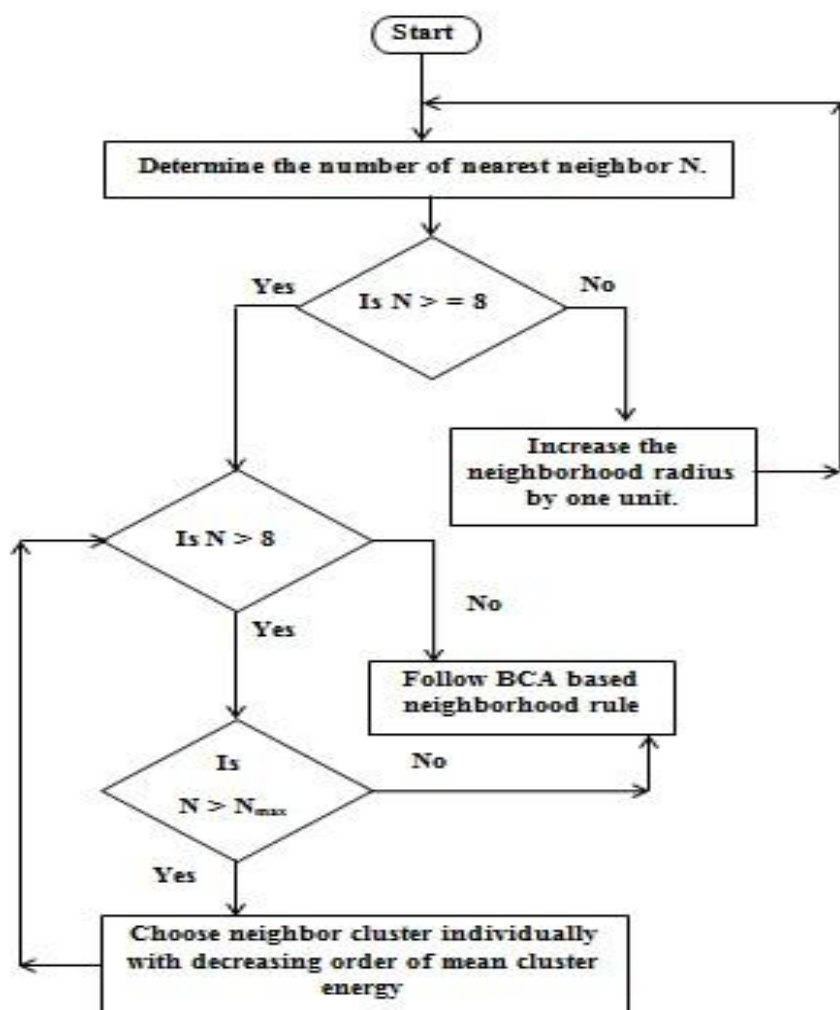 Start
Determine the number of nearest neighbor N.
Yes
Is N > = 8
No
Increase the
neighborhood radius
by one unit.
Is N > 8
No
Yes
Follow BCA based
neighborhood rule
Is
N > Nmax
No
Yes
Choose neighbor cluster individually
with decreasing order of mean cluster
energy